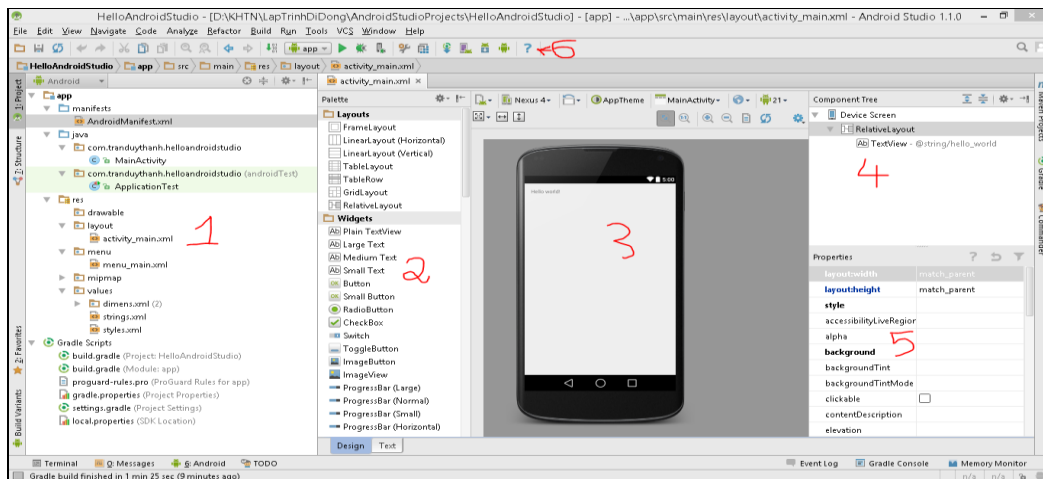 HelloAndroidStudio - [D:\KHTN\LapTrinhDiDong\AndroidStudioProjects\HelloAndroidStudio] - [app] - ...\app\src\main\res\layout\activity_main.xml - Android Studio 1.1.0
File Edit View Navigate Code Analyze Refactor Build Run Tools VCS Window Help
app
? 6
HelloAndroidStudio app src main res layout activity_main.xml
1: Project
7: Structure
2: Favorites
Build Variants
Android
app
manifests
AndroidManifest.xml
java
com.tranduythanh.helloandroidstudio
MainActivity
com.tranduythanh.helloandroidstudio (androidTest)
ApplicationTest
res
drawable
layout
activity_main.xml
1
menu
menu_main.xml
mipmap
values
dimens.xml (2)
strings.xml
styles.xml
Gradle Scripts
build.gradle (Project: HelloAndroidStudio)
build.gradle (Module: app)
proguard-rules.pro (ProGuard Rules for app)
gradle.properties (Project Properties)
settings.gradle (Project Settings)
local.properties (SDK Location)
activity_main.xml
Palette
Layouts
FrameLayout
LinearLayout (Horizontal)
LinearLayout (Vertical)
TableLayout
TableRow
GridLayout
RelativeLayout
Widgets
Ab Plain TextView
Ab Large Text
Ab Medium Text
Ab Small Text
2
OK Button
OK Small Button
RadioButton
CheckBox
Switch
ToggleButton
ImageButton
ImageView
ProgressBar (Large)
ProgressBar (Normal)
ProgressBar (Small)
ProgressBar (Horizontal)
Design Text
Nexus 4 AppTheme MainActivity 21
5:00
Hello world!
3
Component Tree
Device Screen
RelativeLayout
Ab TextView - @string/hello_world
4
Properties ?
layout:width match_parent
layout:height match_parent
style
accessibilityLiveRegion
alpha
5
background
backgroundTint
backgroundTintMode
clickable
contentDescription
elevation
Maven Projects
Gradle
Commander
Terminal 0: Messages 6: Android TODO Event Log Gradle Console Memory Monitor
Gradle build finished in 1 min 25 sec (9 minutes ago) n/a n/a